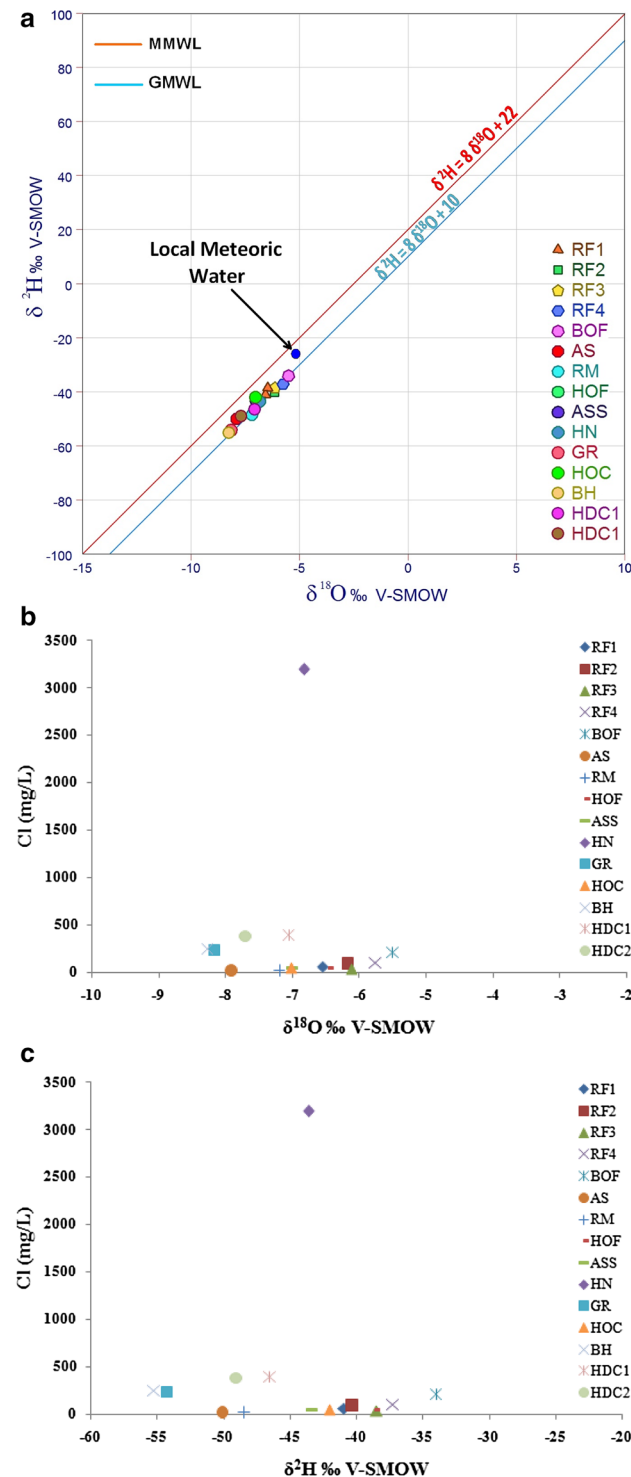 a
MMWL
GMWL
δ²H = 8 δ¹⁸O + 22
δ²H = 8 δ¹⁸O + 10
Local Meteoric
Water
RF1
RF2
RF3
RF4
BOF
AS
RM
HOF
ASS
HN
GR
HOC
BH
HDC1
HDC1
100
80
60
40
20
0
-20
-40
-60
-80
-100
δ ²H ‰ V-SMOW
-15
-10
-5
0
5
10
δ ¹⁸O ‰ V-SMOW
b
3500
3000
2500
2000
1500
1000
500
0
Cl (mg/L)
-10
-9
-8
-7
-6
-5
-4
-3
-2
δ¹⁸O ‰ V-SMOW
RF1
RF2
RF3
RF4
BOF
AS
RM
HOF
ASS
HN
GR
HOC
BH
HDC1
HDC2
c
3500
3000
2500
2000
1500
1000
500
0
Cl (mg/L)
-60
-55
-50
-45
-40
-35
-30
-25
-20
δ²H ‰ V-SMOW
RF1
RF2
RF3
RF4
BOF
AS
RM
HOF
ASS
HN
GR
HOC
BH
HDC1
HDC2